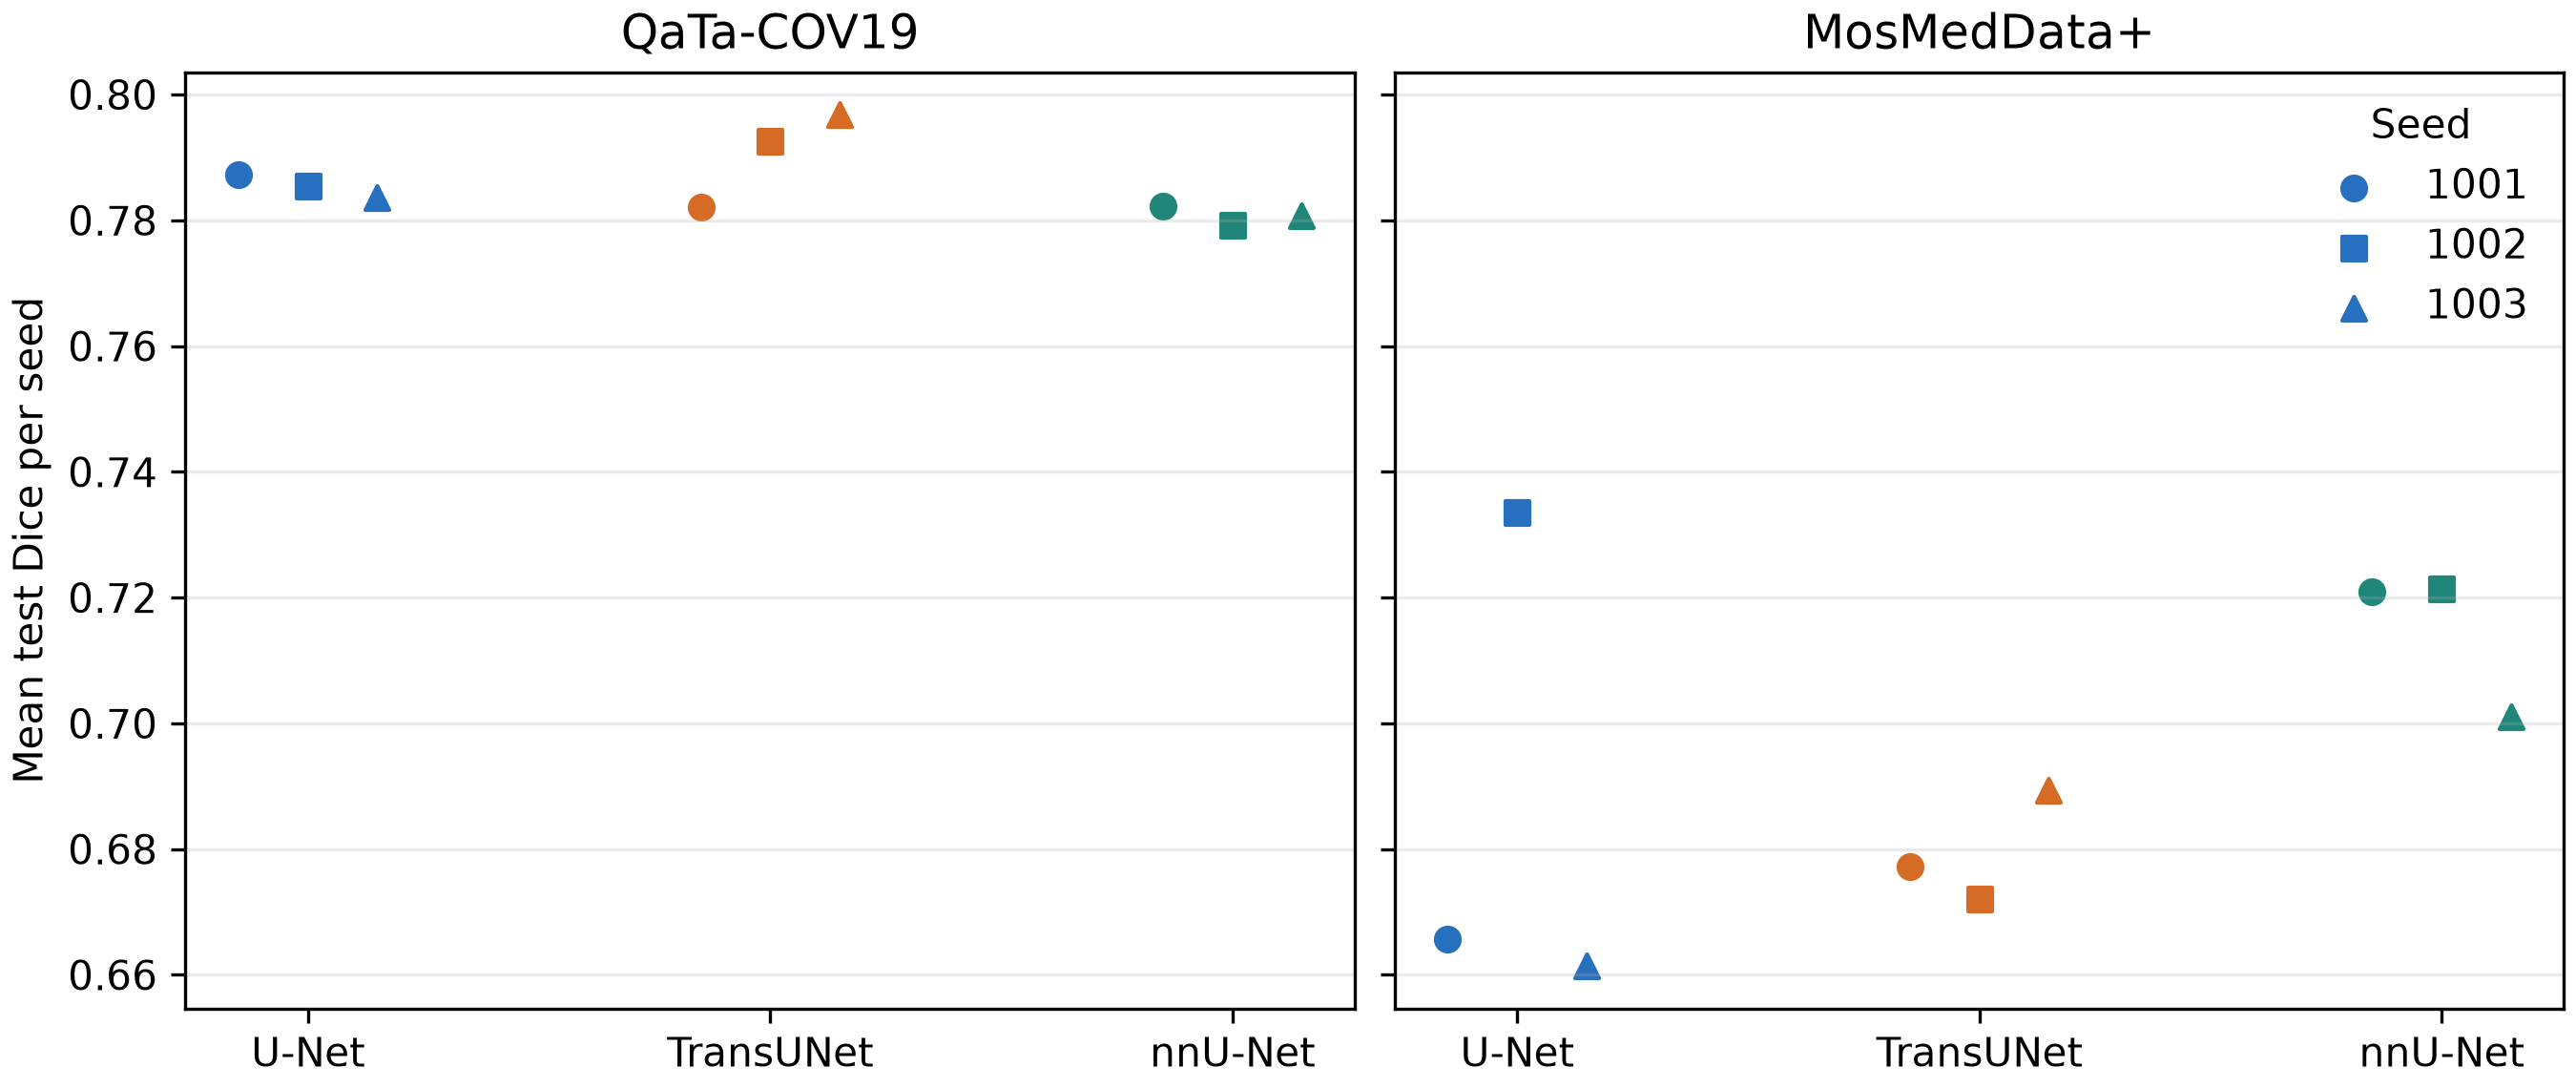 QaTa-COV19
MosMedData+
Mean test Dice per seed
0.80
0.78
0.76
0.74
0.72
0.70
0.68
0.66
U-Net
TransUNet
nnU-Net
Seed
1001
1002
1003
U-Net
TransUNet
nnU-Net